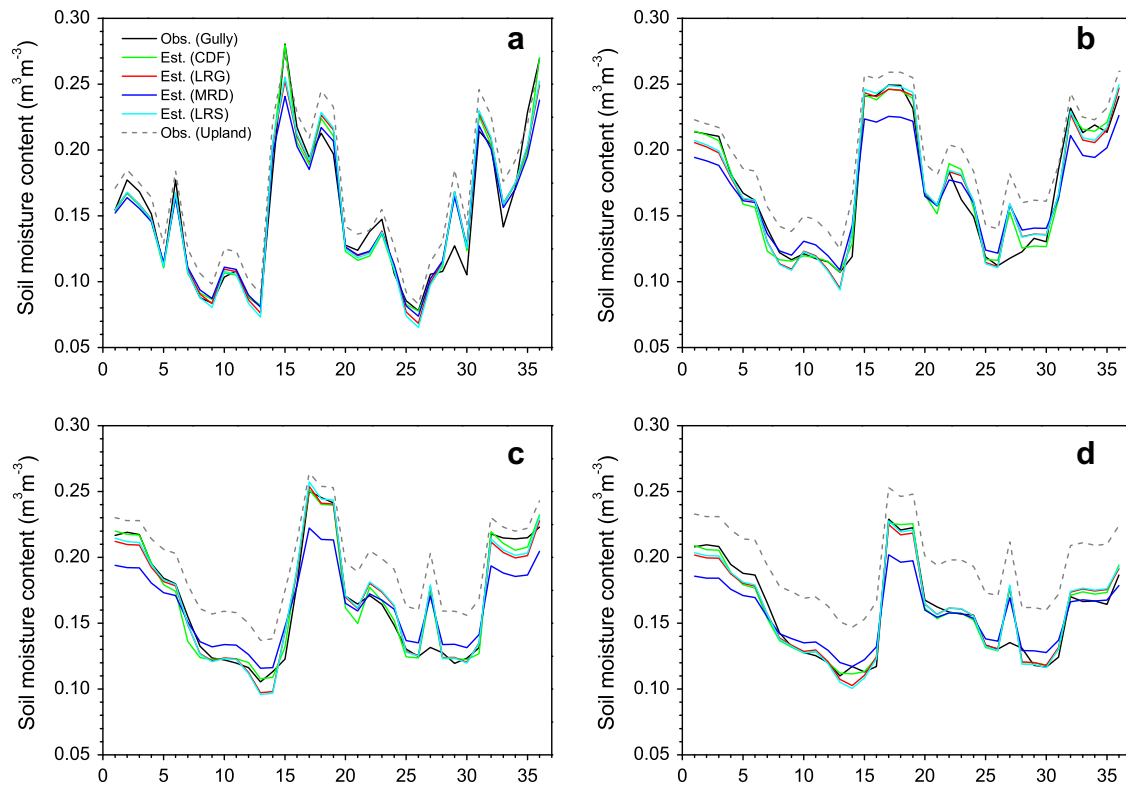 0.30
0.25
0.20
0.15
0.10
0.05
Soil moisture content (m³m⁻³)
Obs. (Gully)
Est. (CDF)
Est. (LRG)
Est. (MRD)
Est. (LRS)
Obs. (Upland)
a
0 5 10 15 20 25 30 35
0.30
0.25
0.20
0.15
0.10
0.05
Soil moisture content (m³m⁻³)
b
0 5 10 15 20 25 30 35
0.30
0.25
0.20
0.15
0.10
0.05
Soil moisture content (m³m⁻³)
c
0 5 10 15 20 25 30 35
0.30
0.25
0.20
0.15
0.10
0.05
Soil moisture content (m³m⁻³)
d
0 5 10 15 20 25 30 35